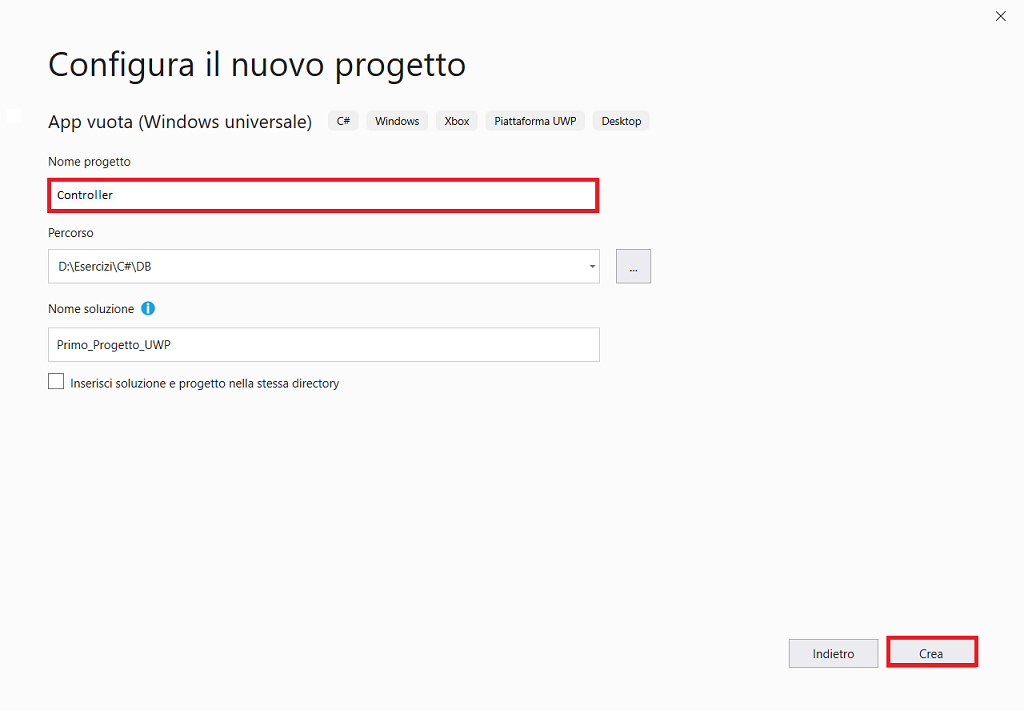 Configura il nuovo progetto
App vuota (Windows universale) C# Windows Xbox Piattaforma UWP Desktop
Nome progetto
Controller
Percorso
D:\Esercizi\C#\DB
...
Nome soluzione
Primo_Progetto_UWP
Inserisci soluzione e progetto nella stessa directory
Indietro Crea